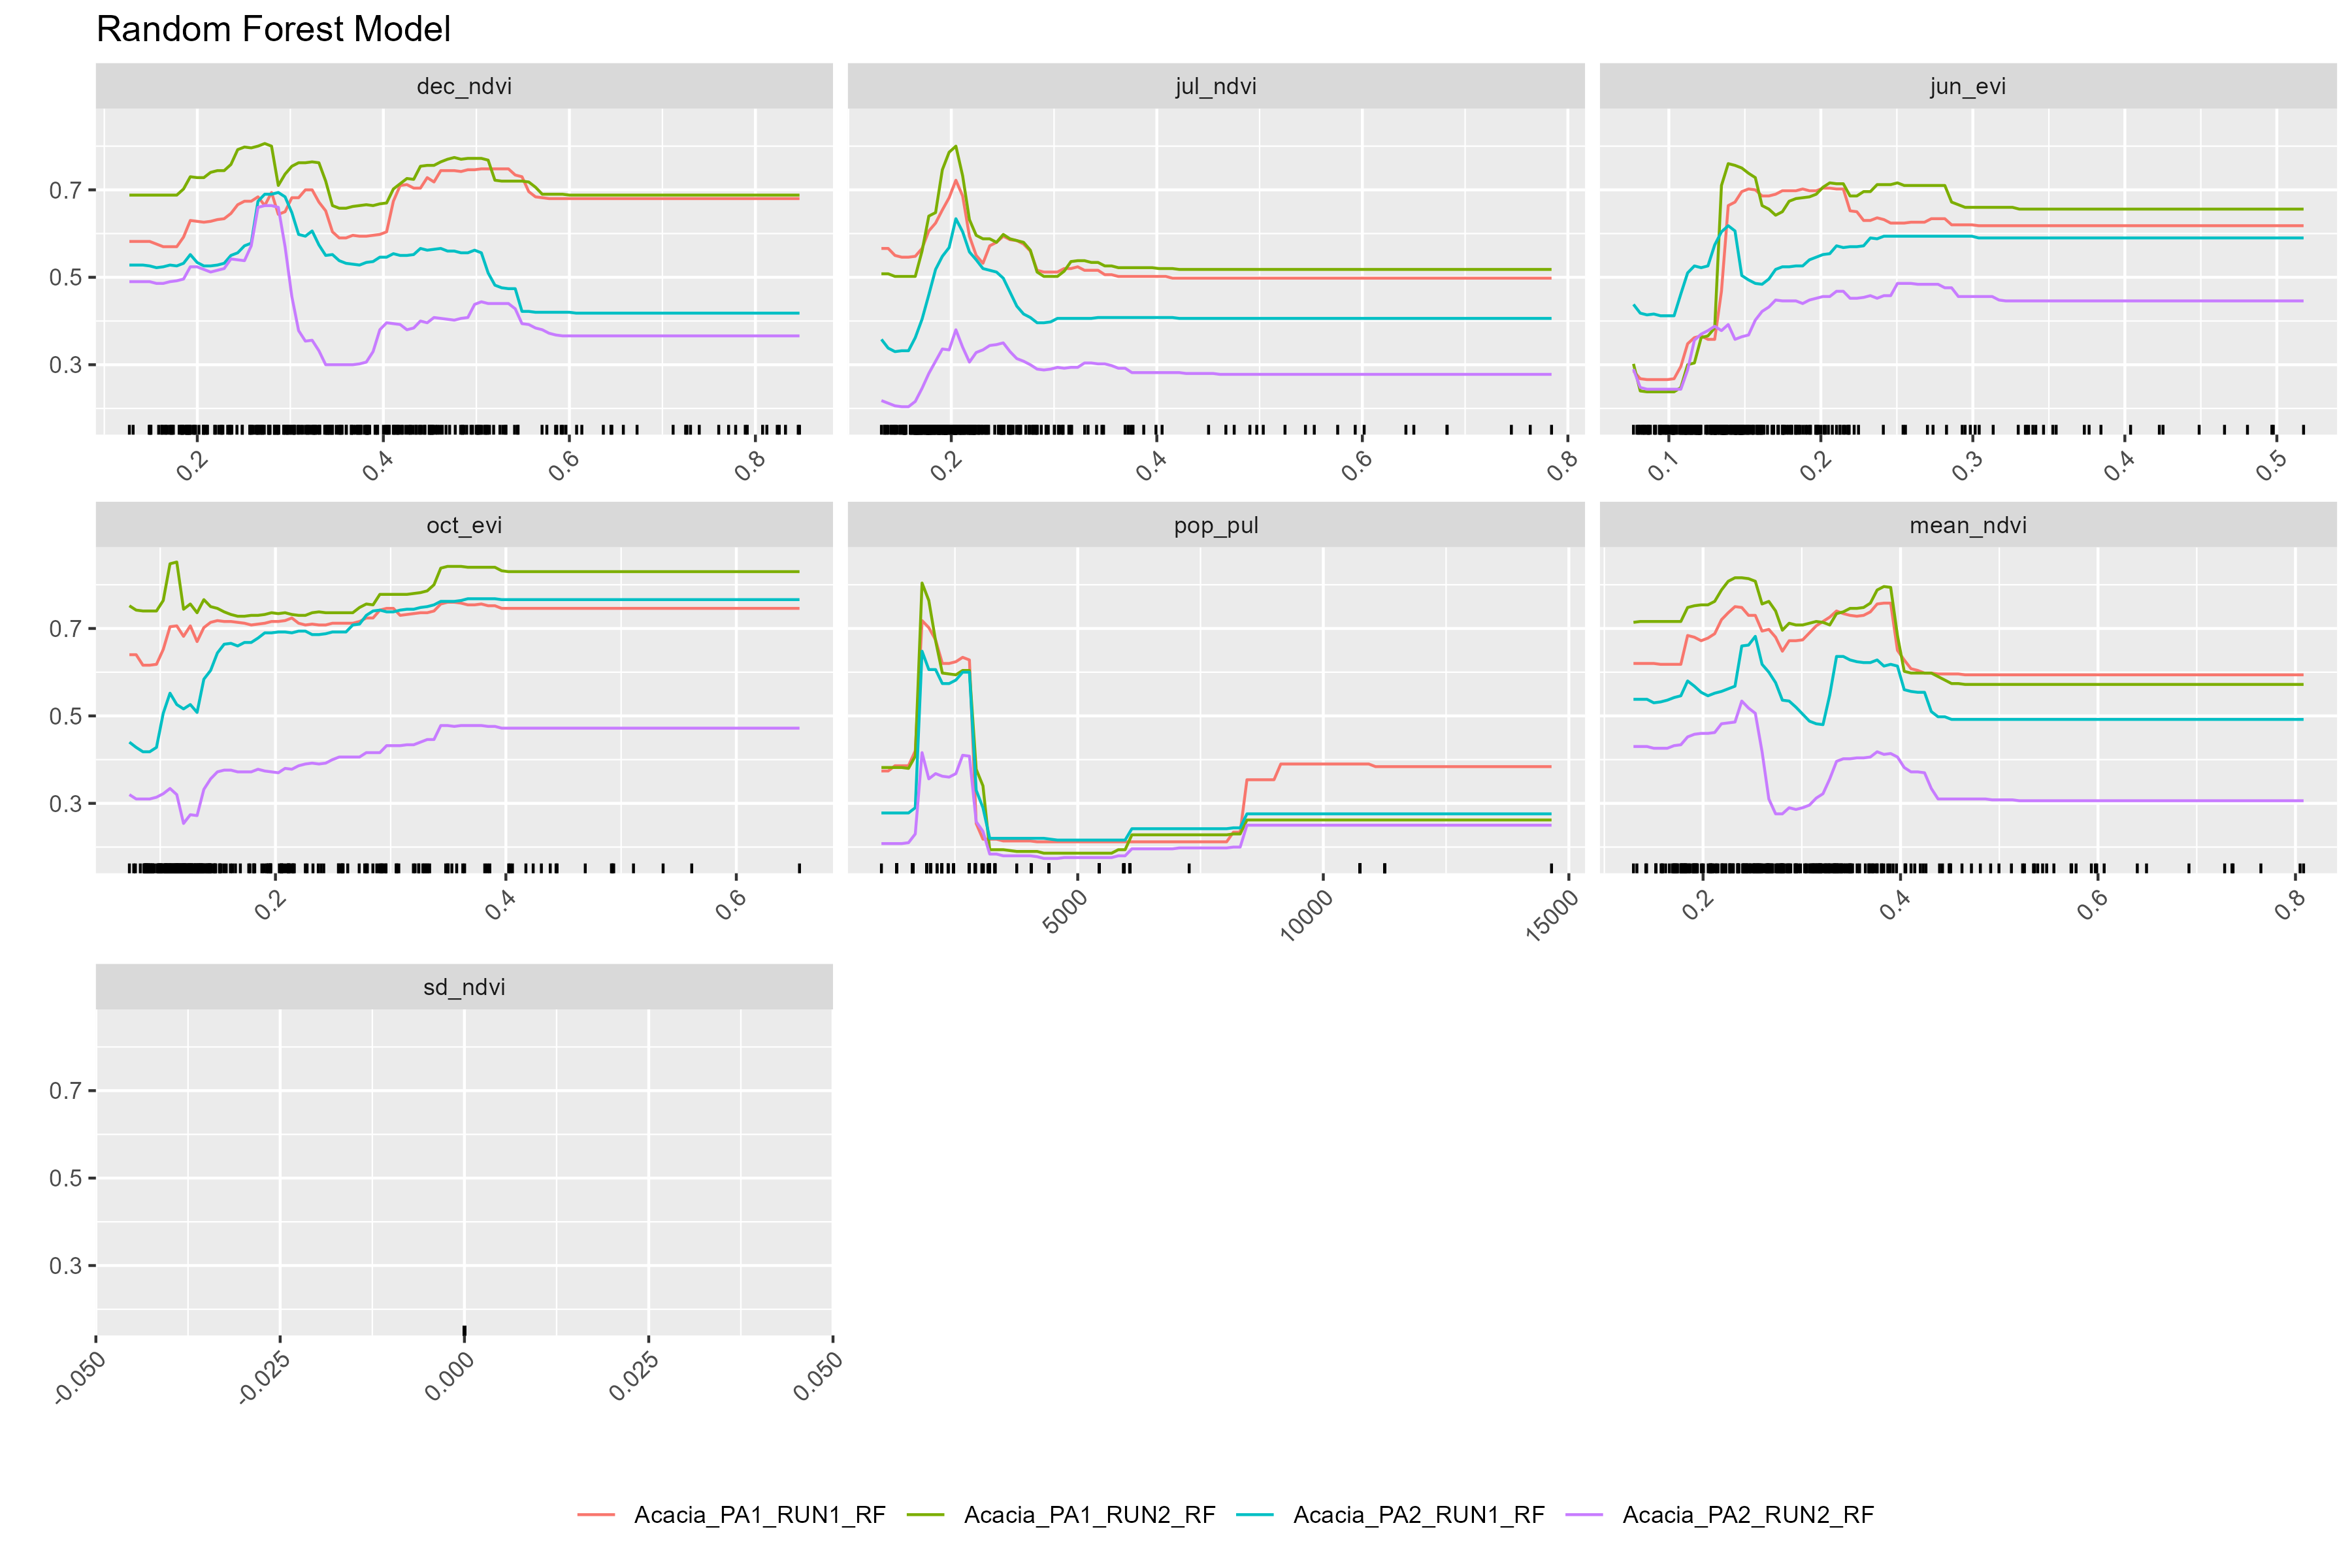 Random Forest Model
dec_ndvi jul_ndvi jun_evi
0.7
0.5
0.3
0.2 0.4 0.6 0.8 0.2 0.4 0.6 0.8 0.1 0.2 0.3 0.4 0.5
oct_evi pop_pul mean_ndvi
0.7
0.5
0.3
0.2 0.4 0.6 5000 10000 15000 0.2 0.4 0.6 0.8
sd_ndvi
0.7
0.5
0.3
-0.050 -0.025 0.000 0.025 0.050
Acacia_PA1_RUN1_RF Acacia_PA1_RUN2_RF Acacia_PA2_RUN1_RF Acacia_PA2_RUN2_RF